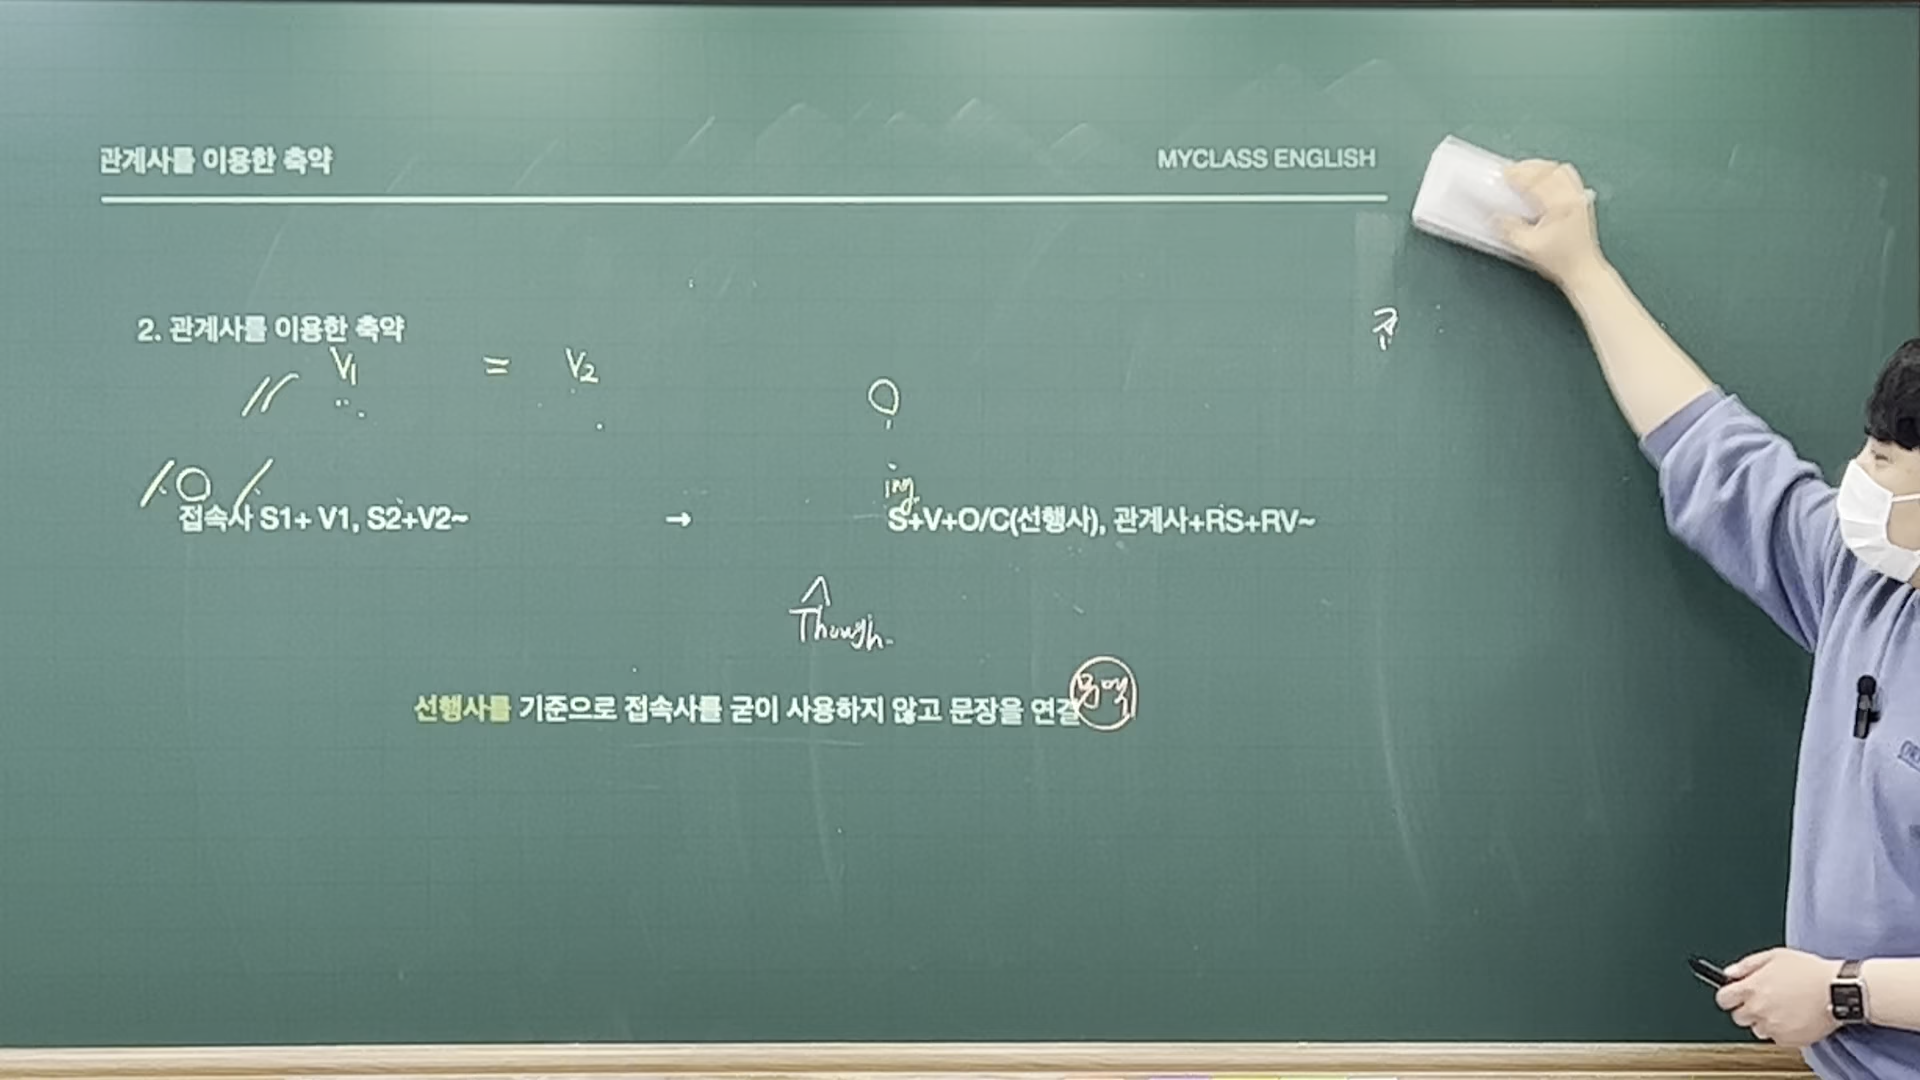 관계사를 이용한 축약
MYCLASS ENGLISH
2. 관계사를 이용한 축약
V1 = V2
ing
접속사 S1+ V1, S2+V2~ → S+V+O/C(선행사), 관계사+RS+RV~
Though
선행사를 기준으로 접속사를 굳이 사용하지 않고 문장을 연결
문맥